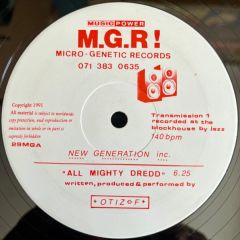 MUSIC POWER
M.G.R!
MICRO-GENETIC RECORDS
071 383 0635
Copyright 1991
All material is subject to worldwide
copy protection, and reproduction or
imitation in whole or in part is
expressly forbidden
29MGA
Transmission 1
recorded at the
blockhouse by izzz
140 bpm
NEW GENERATION inc.
"ALL MIGHTY DREDD" 6.25
written, produced & performed by
OTIZOF